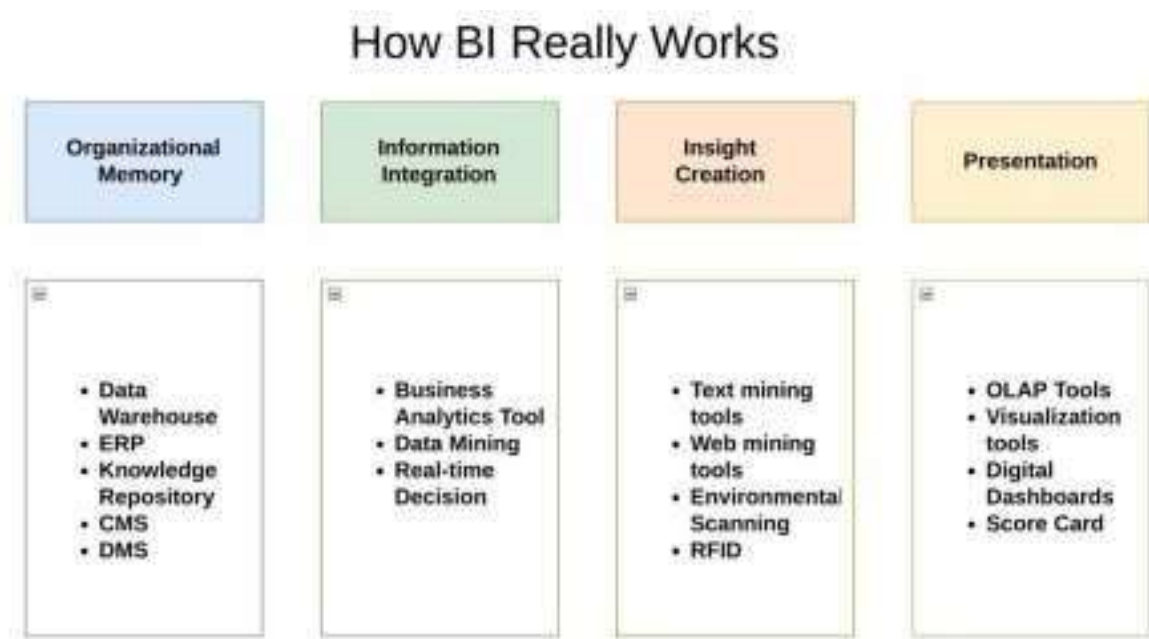 How BI Really Works
Organizational
Memory
Information
Integration
Insight
Creation
Presentation
• Data
Warehouse
• ERP
• Knowledge
Repository
• CMS
• DMS
• Business
Analytics Tool
• Data Mining
• Real-time
Decision
• Text mining
tools
• Web mining
tools
• Environmental
Scanning
• RFID
• OLAP Tools
• Visualization
tools
• Digital
Dashboards
• Score Card